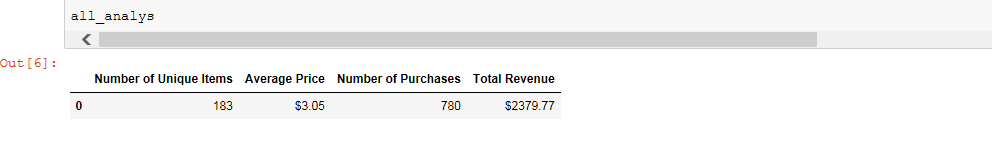 all_analys
Out[6]:
Number of Unique Items Average Price Number of Purchases Total Revenue
0 183 $3.05 780 $2379.77